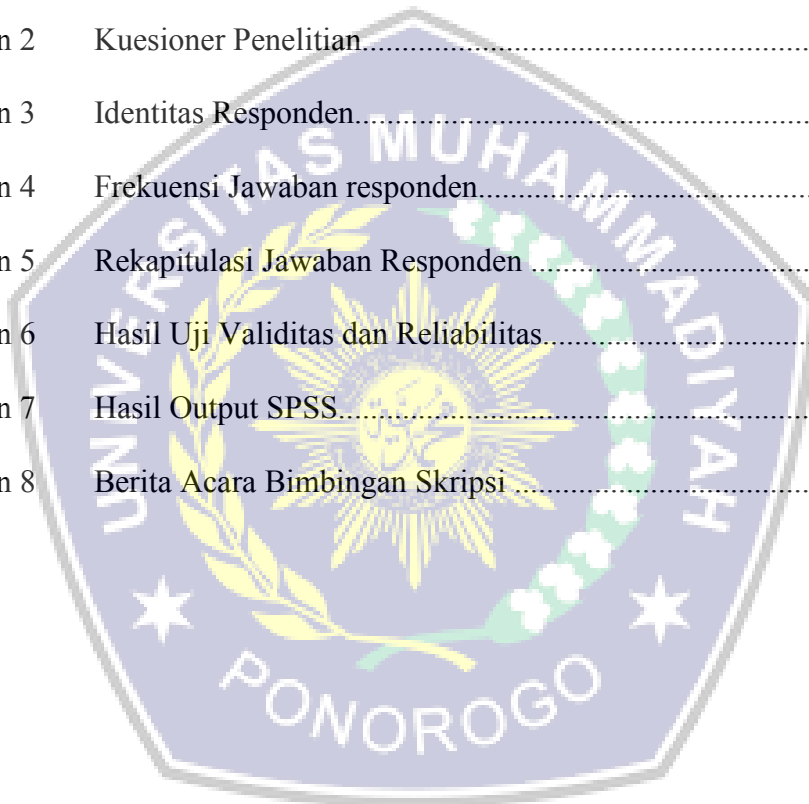 n 2 Kuesioner Penelitian....................................................
n 3 Identitas Responden.....................................................
n 4 Frekuensi Jawaban responden.....................................
n 5 Rekapitulasi Jawaban Responden ...............................
n 6 Hasil Uji Validitas dan Reliabilitas..............................
n 7 Hasil Output SPSS.......................................................
n 8 Berita Acara Bimbingan Skripsi .................................
UNIVERSITAS MUHAMMADIYAH
PONOROGO